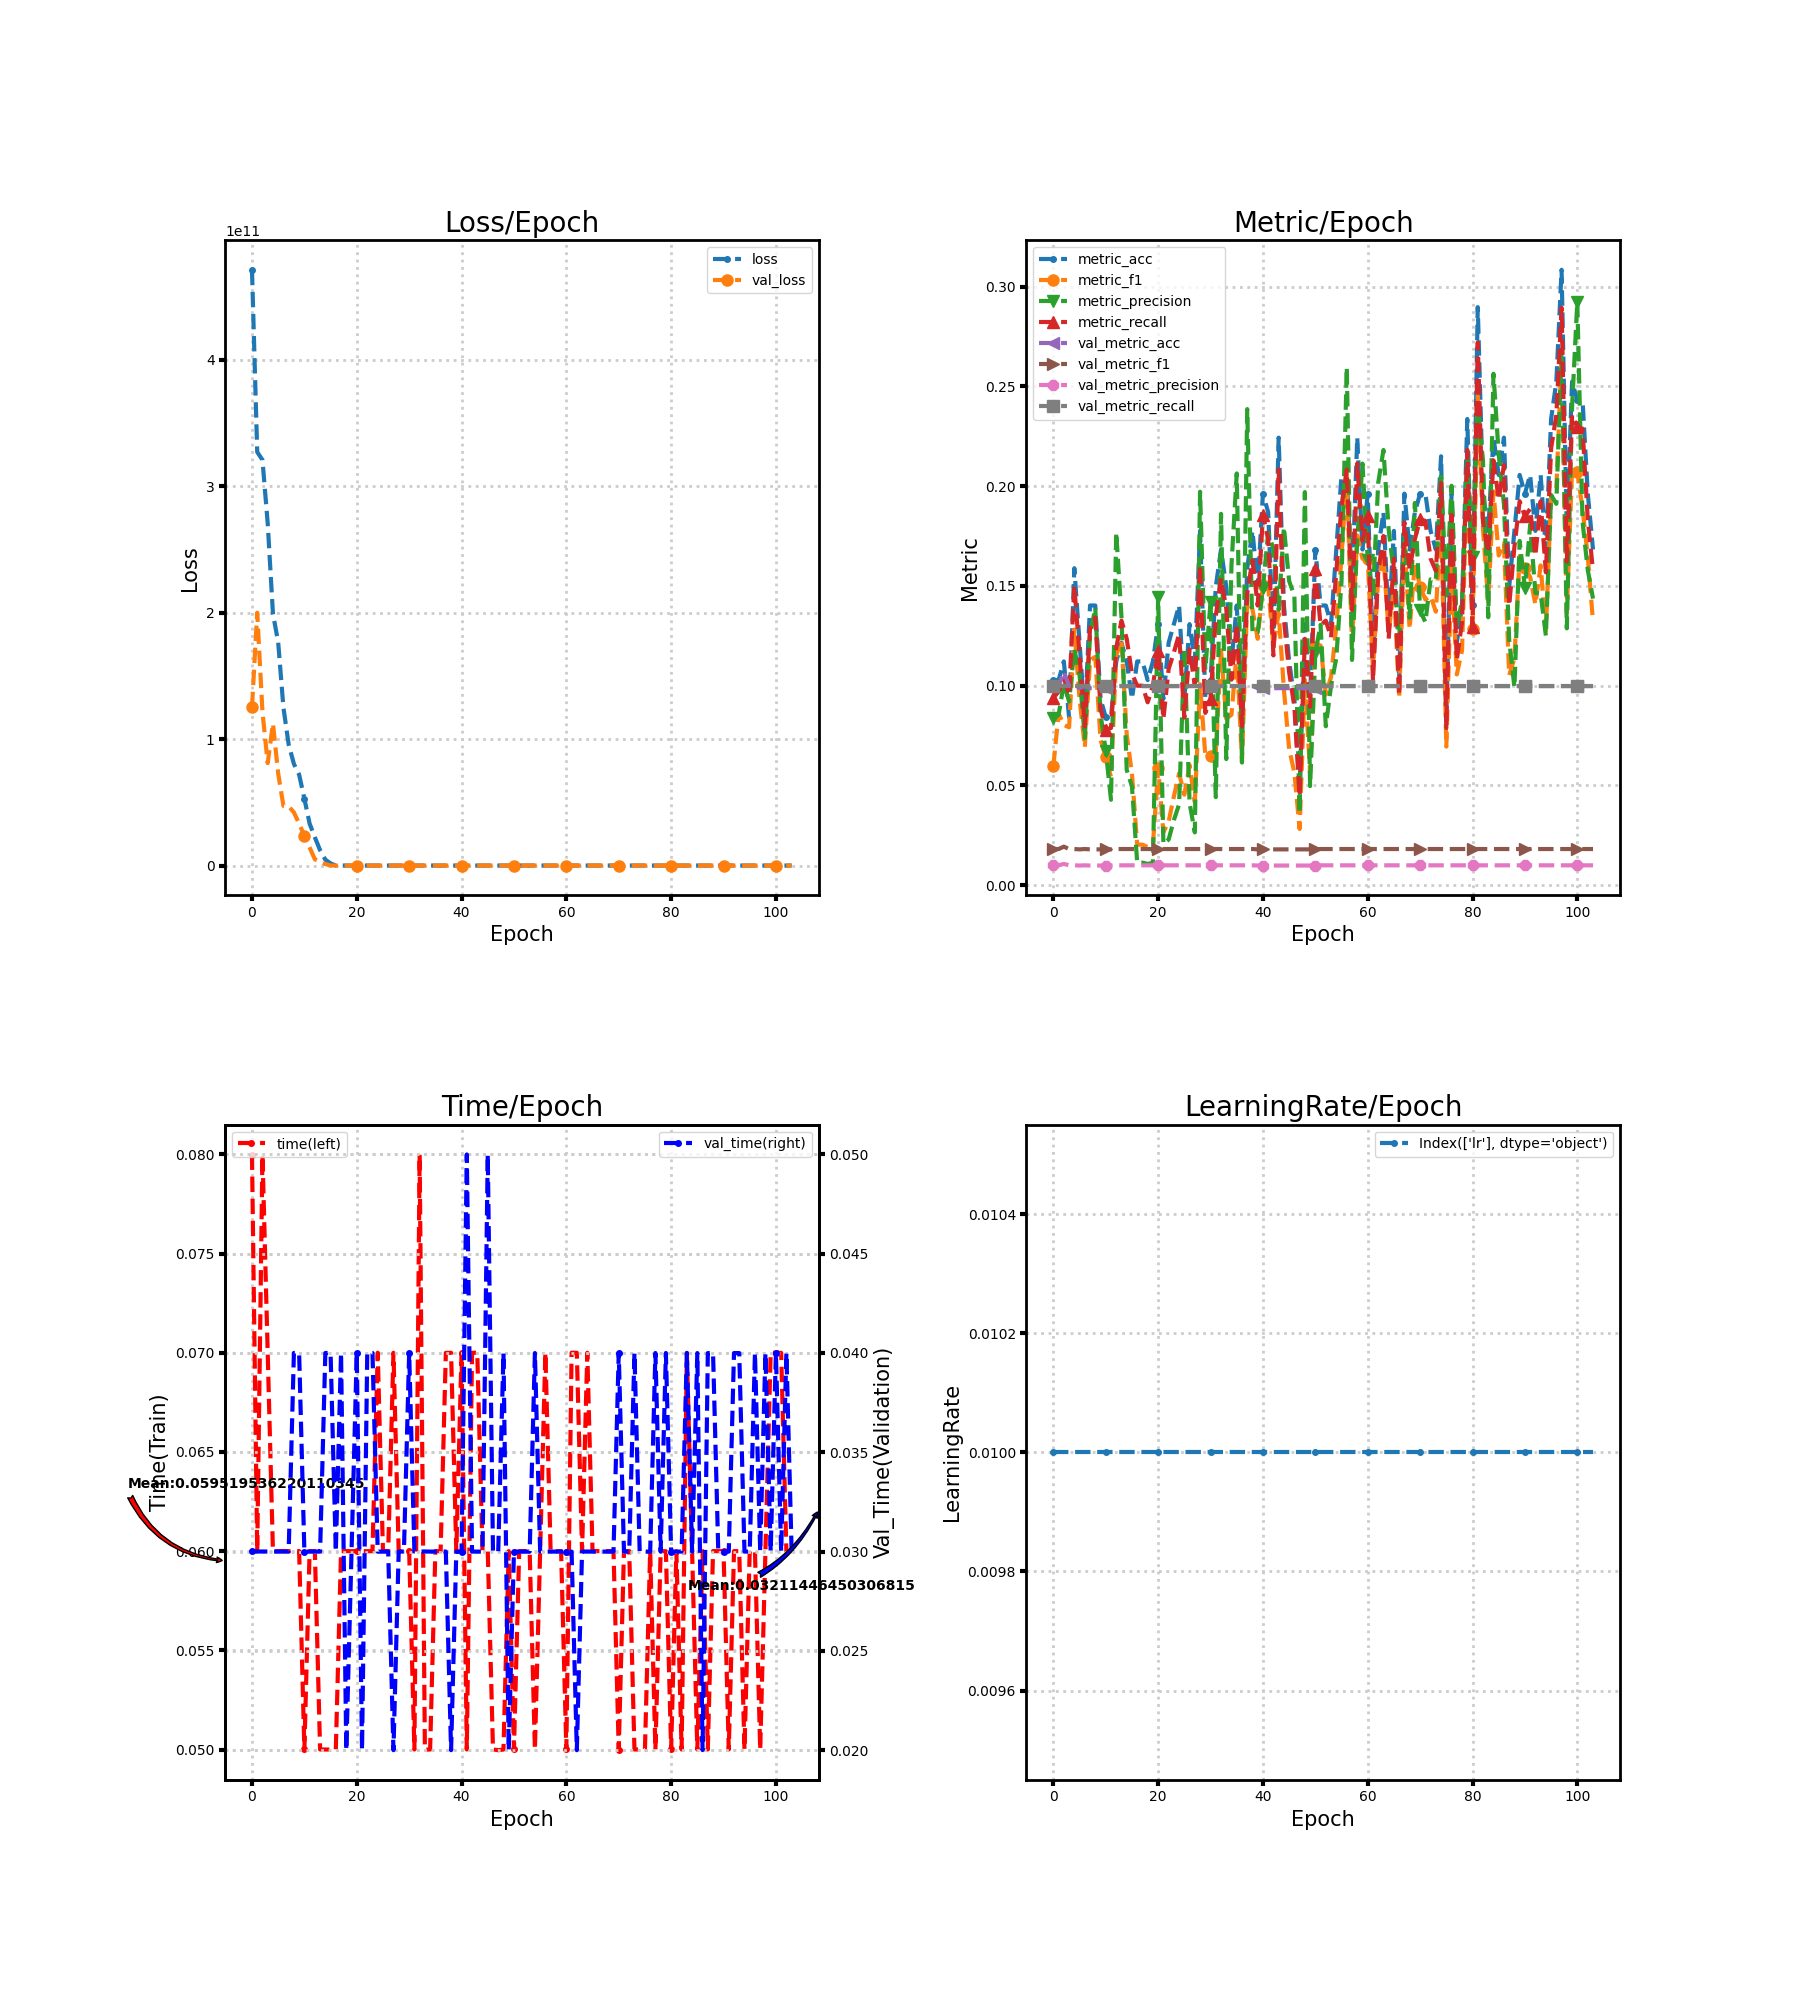 Loss/Epoch
1e11
loss
val_loss
4
3
2
1
0
Loss
0 20 40 60 80 100
Epoch
Metric/Epoch
metric_acc
metric_f1
metric_precision
metric_recall
val_metric_acc
val_metric_f1
val_metric_precision
val_metric_recall
0.30
0.25
0.20
0.15
0.10
0.05
0.00
Metric
0 20 40 60 80 100
Epoch
Time/Epoch
time(left)
val_time(right)
0.080
0.075
0.070
0.065
0.060
0.055
0.050
Time(Train)
Mean:0.059519536220110345
0.050
0.045
0.040
0.035
0.030
0.025
0.020
Val_Time(Validation)
Mean:0.03211446450306815
0 20 40 60 80 100
Epoch
LearningRate/Epoch
Index(['lr'], dtype='object')
0.0104
0.0102
0.0100
0.0098
0.0096
LearningRate
0 20 40 60 80 100
Epoch